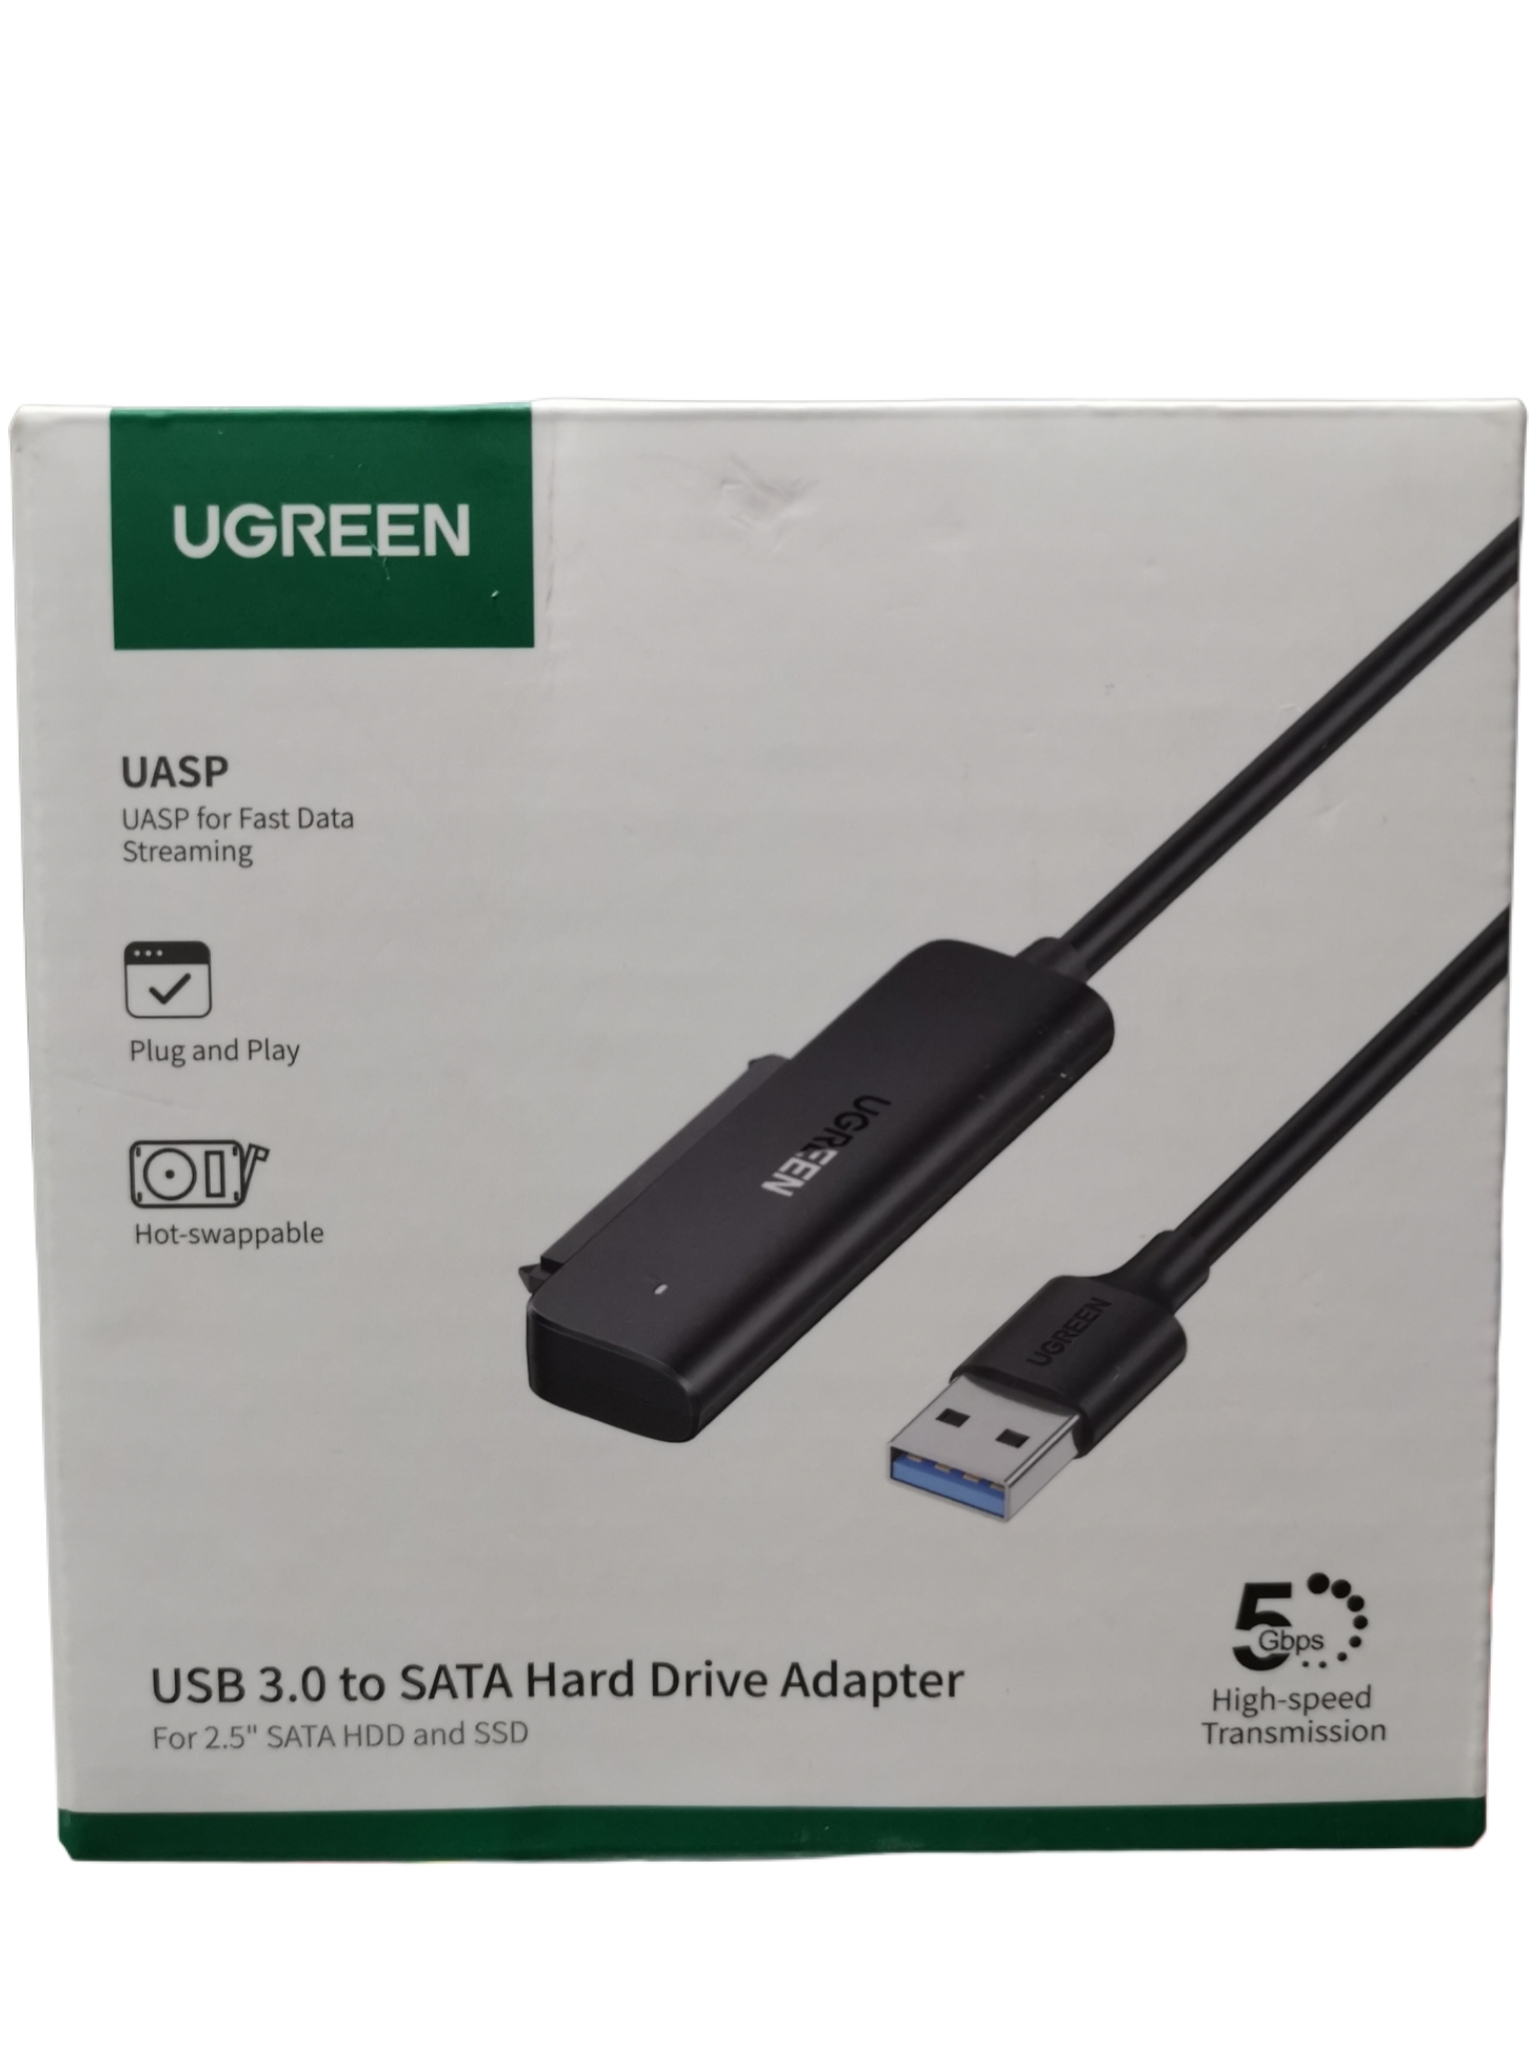 UGREEN
UASP
UASP for Fast Data
Streaming
Plug and Play
Hot-swappable
UGREEN
UGREEN
USB 3.0 to SATA Hard Drive Adapter
For 2.5" SATA HDD and SSD
5
Gbps
High-speed
Transmission